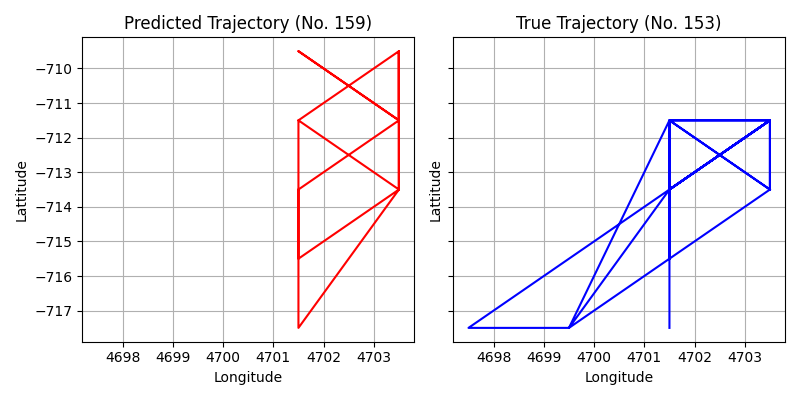 Predicted Trajectory (No. 159)
True Trajectory (No. 153)
−710
−711
−712
−713
−714
−715
−716
−717
Lattitude
Lattitude
4698 4699 4700 4701 4702 4703
4698 4699 4700 4701 4702 4703
Longitude
Longitude